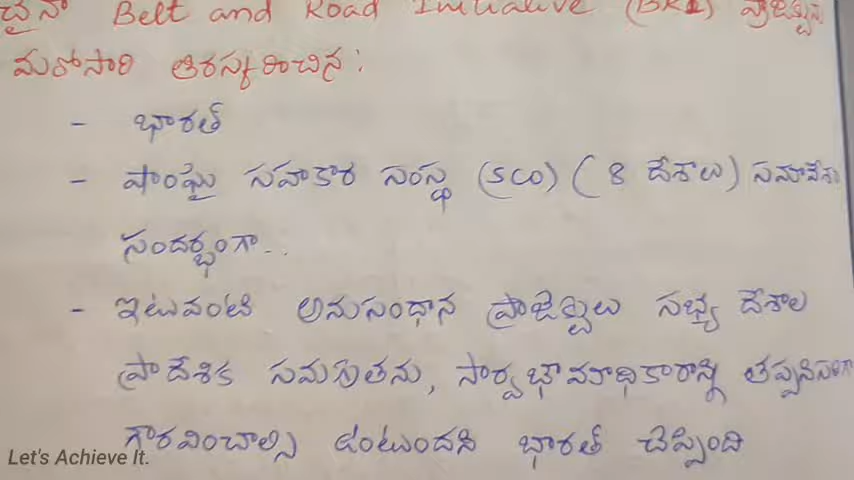 చైనా Belt and Road Initiative (BRI) ప్రాజెక్టును
మరోసారి తిరస్కరించిన :
- భారత్
- షాంఘై సహకార సంస్థ (SCO) ( 8 దేశాలు) సమావేశం
సందర్భంగా..
- ఇటువంటి అనుసంధాన ప్రాజెక్టులు సభ్య దేశాల
ప్రాదేశిక సమగ్రతను, సార్వభౌమాధికారాన్ని తప్పనిసరిగా
గౌరవించాల్సి ఉంటుందని భారత్ చెప్పింది
Let's Achieve It.